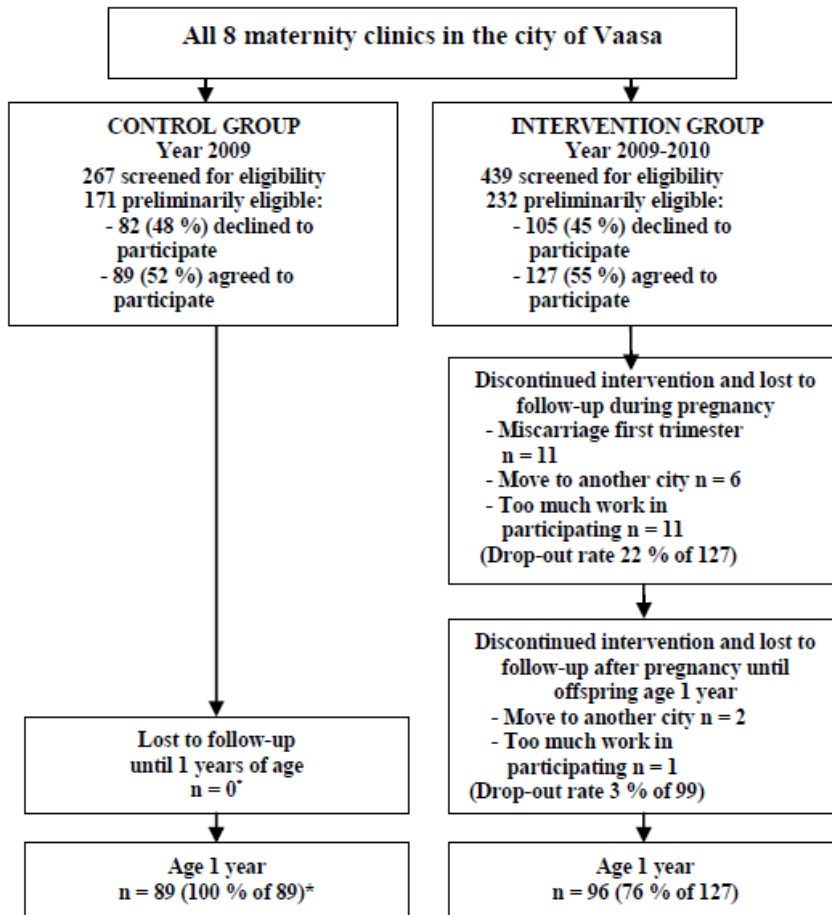 All 8 maternity clinics in the city of Vaasa
CONTROL GROUP
Year 2009
267 screened for eligibility
171 preliminarily eligible:
- 82 (48 %) declined to
participate
- 89 (52 %) agreed to
participate
INTERVENTION GROUP
Year 2009-2010
439 screened for eligibility
232 preliminarily eligible:
- 105 (45 %) declined to
participate
- 127 (55 %) agreed to
participate
Discontinued intervention and lost to
follow-up during pregnancy
- Miscarriage first trimester
n = 11
- Move to another city n = 6
- Too much work in
participating n = 11
(Drop-out rate 22 % of 127)
Discontinued intervention and lost to
follow-up after pregnancy until
offspring age 1 year
- Move to another city n = 2
- Too much work in
participating n = 1
(Drop-out rate 3 % of 99)
Lost to follow-up
until 1 years of age
n = 0*
Age 1 year
n = 89 (100 % of 89)*
Age 1 year
n = 96 (76 % of 127)